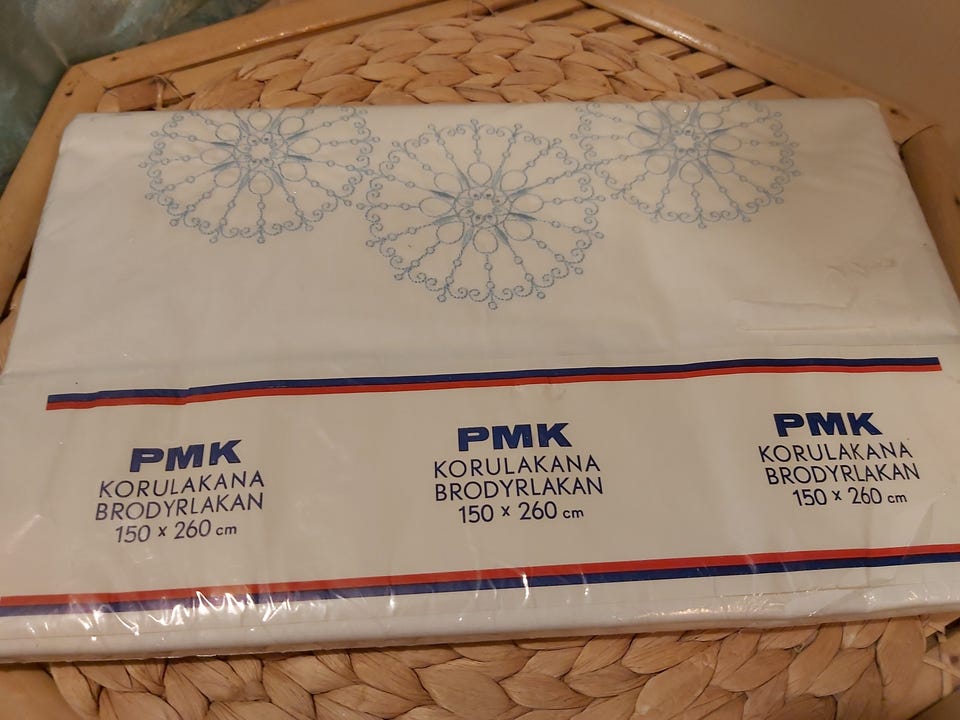 PMK
KORULAKANA
BRODYRLAKAN
150 x 260 cm
PMK
KORULAKANA
BRODYRLAKAN
150 x 260 cm
PMK
KORULAKANA
BRODYRLAKAN
150 x 260 cm